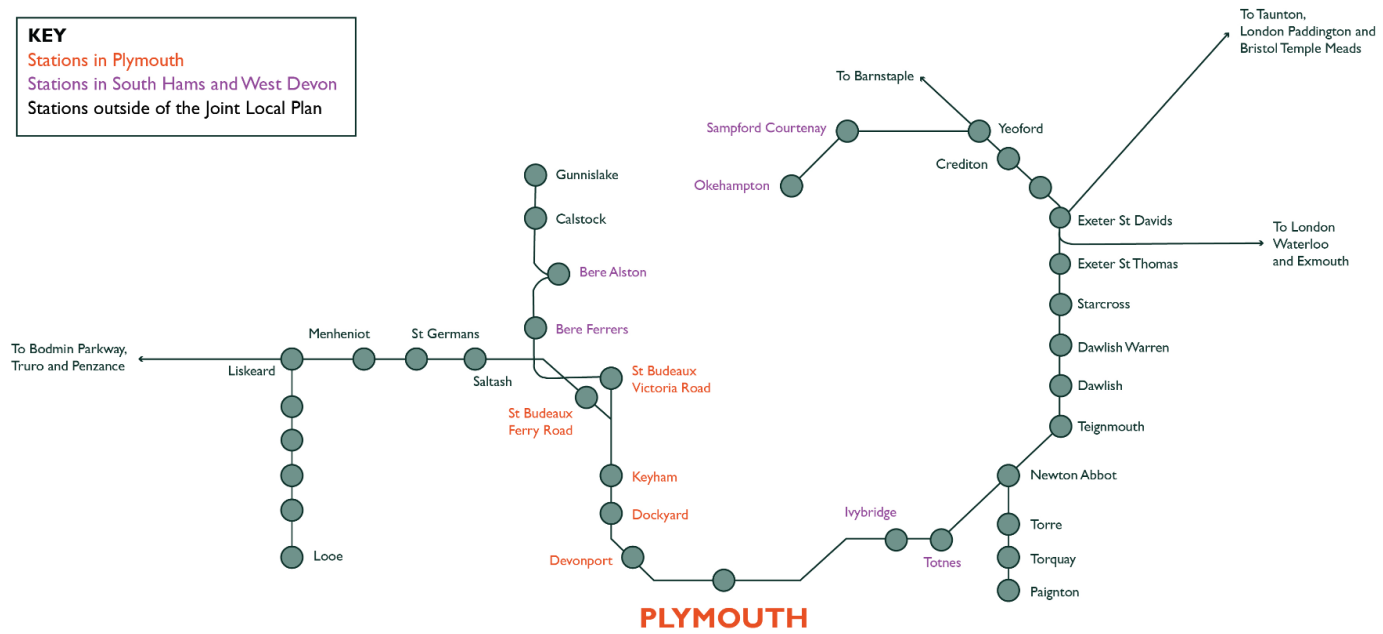 KEY
Stations in Plymouth
Stations in South Hams and West Devon
Stations outside of the Joint Local Plan
To Taunton,
London Paddington and
Bristol Temple Meads
To Barnstaple
Sampford Courtenay
Yeoford
Crediton
Okehampton
Gunnislake
Calstock
Exeter St Davids
To London
Waterloo
and Exmouth
Bere Alston
Exeter St Thomas
Starcross
Bere Ferrers
Menheniot
St Germans
To Bodmin Parkway,
Truro and Penzance
Liskeard
Saltash
Dawlish Warren
St Budeaux
Victoria Road
Dawlish
St Budeaux
Ferry Road
Teignmouth
Keyham
Newton Abbot
Dockyard
Ivybridge
Torre
Looe
Devonport
Totnes
Torquay
Paignton
PLYMOUTH